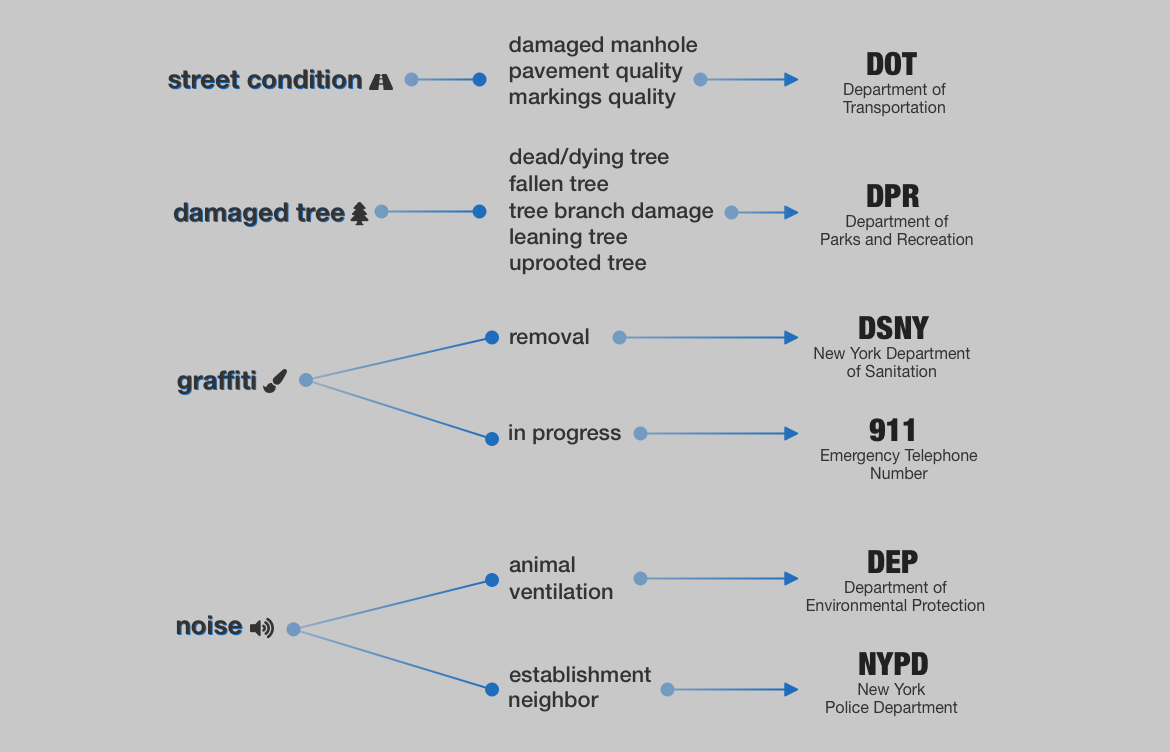 street condition
damaged manhole
pavement quality
markings quality
DOT
Department of
Transportation
damaged tree
dead/dying tree
fallen tree
tree branch damage
leaning tree
uprooted tree
DPR
Department of
Parks and Recreation
graffiti
removal
DSNY
New York Department
of Sanitation
in progress
911
Emergency Telephone
Number
noise
animal
ventilation
DEP
Department of
Environmental Protection
establishment
neighbor
NYPD
New York
Police Department